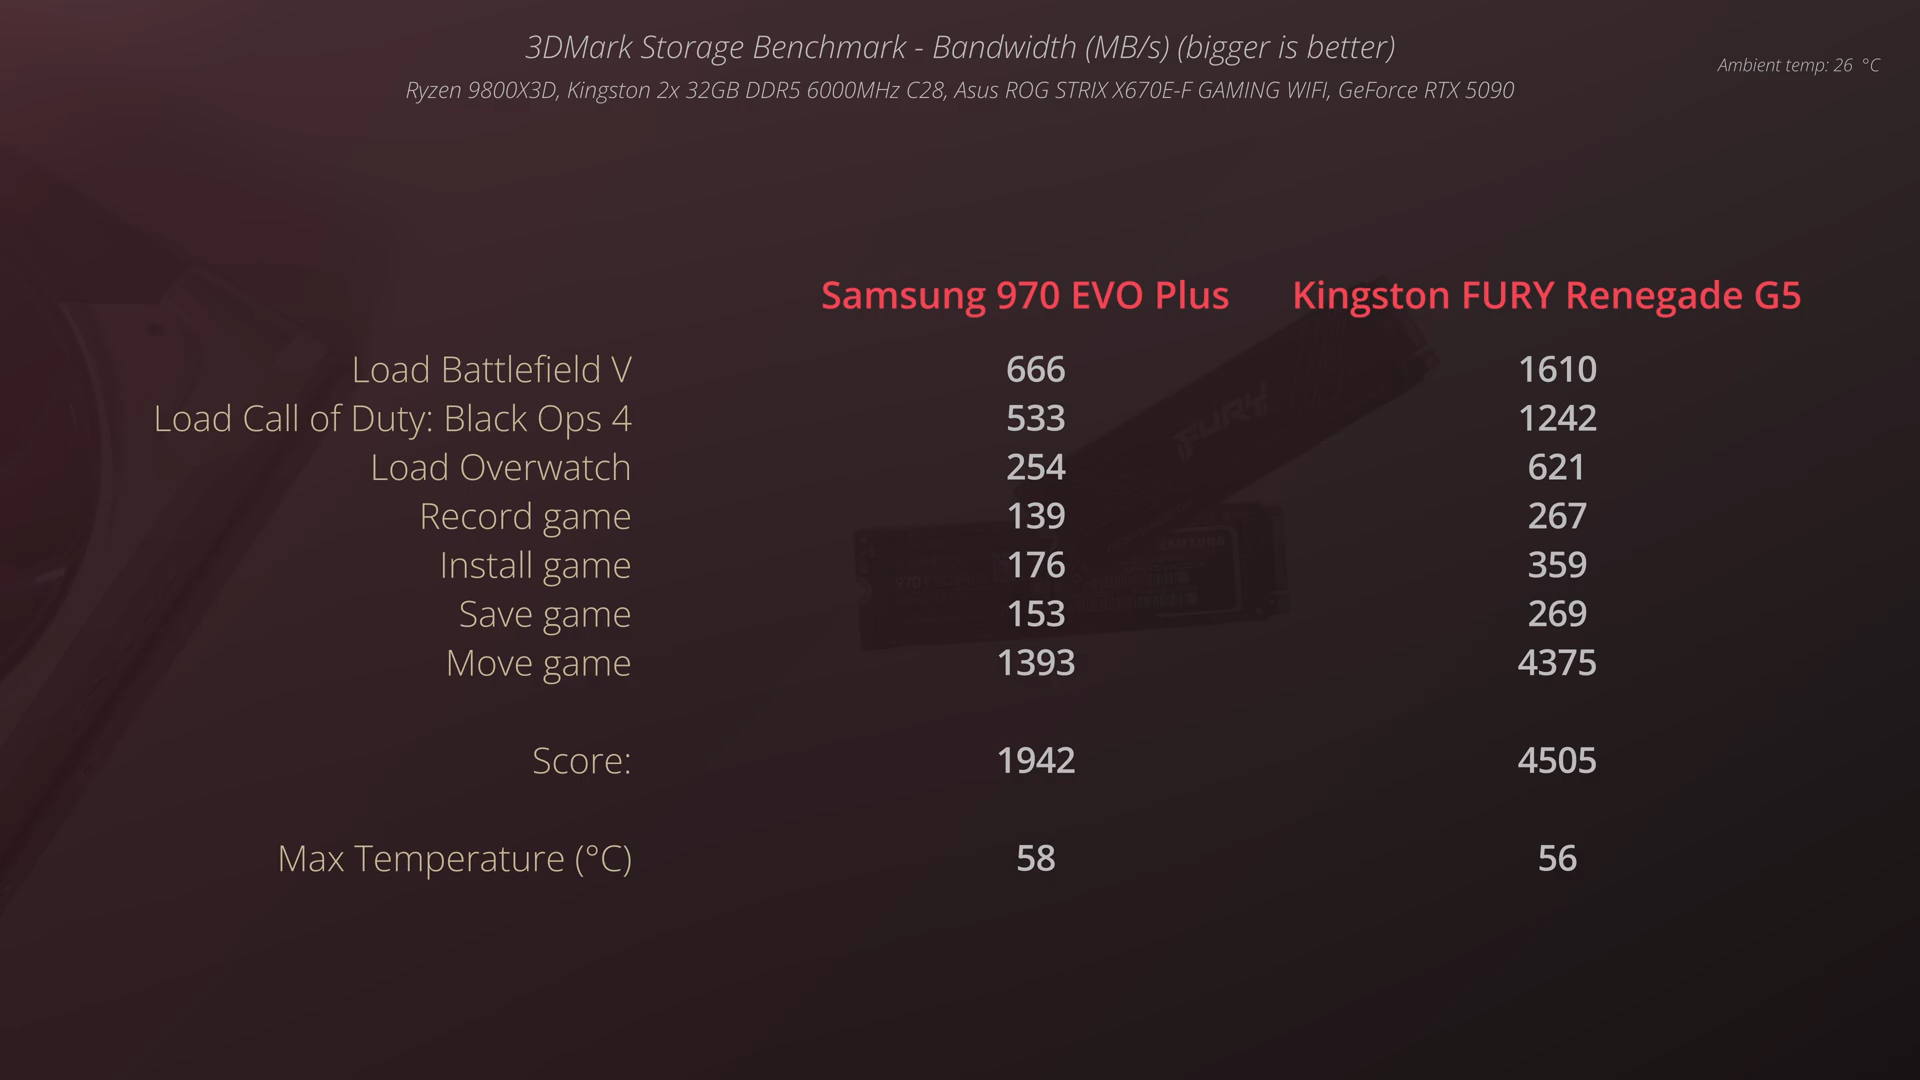 3DMark Storage Benchmark - Bandwidth (MB/s) (bigger is better)
Ambient temp: 26 °C
Ryzen 9800X3D, Kingston 2x 32GB DDR5 6000MHz C28, Asus ROG STRIX X670E-F GAMING WIFI, GeForce RTX 5090
Samsung 970 EVO Plus Kingston FURY Renegade G5
Load Battlefield V 666 1610
Load Call of Duty: Black Ops 4 533 1242
FURY
Load Overwatch 254 621
Record game 139 267
SAMSUNG
Install game 176 359
Save game 153 269
Move game 1393 4375
Score: 1942 4505
Max Temperature (°C) 58 56